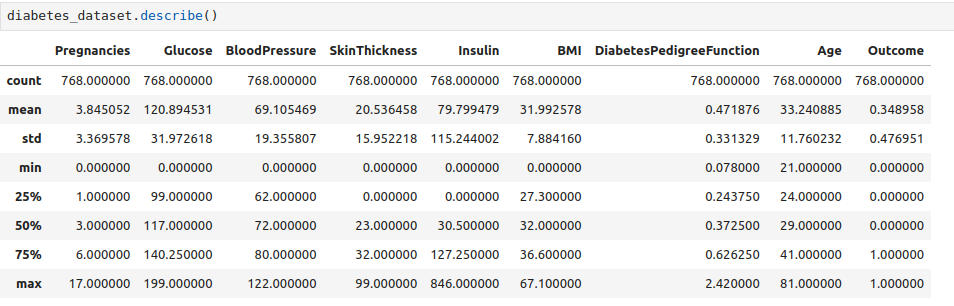 diabetes_dataset.describe()
Pregnancies Glucose BloodPressure SkinThickness Insulin BMI DiabetesPedigreeFunction Age Outcome
count 768.000000 768.000000 768.000000 768.000000 768.000000 768.000000 768.000000 768.000000 768.000000
mean 3.845052 120.894531 69.105469 20.536458 79.799479 31.992578 0.471876 33.240885 0.348958
std 3.369578 31.972618 19.355807 15.952218 115.244002 7.884160 0.331329 11.760232 0.476951
min 0.000000 0.000000 0.000000 0.000000 0.000000 0.000000 0.078000 21.000000 0.000000
25% 1.000000 99.000000 62.000000 0.000000 0.000000 27.300000 0.243750 24.000000 0.000000
50% 3.000000 117.000000 72.000000 23.000000 30.500000 32.000000 0.372500 29.000000 0.000000
75% 6.000000 140.250000 80.000000 32.000000 127.250000 36.600000 0.626250 41.000000 1.000000
max 17.000000 199.000000 122.000000 99.000000 846.000000 67.100000 2.420000 81.000000 1.000000